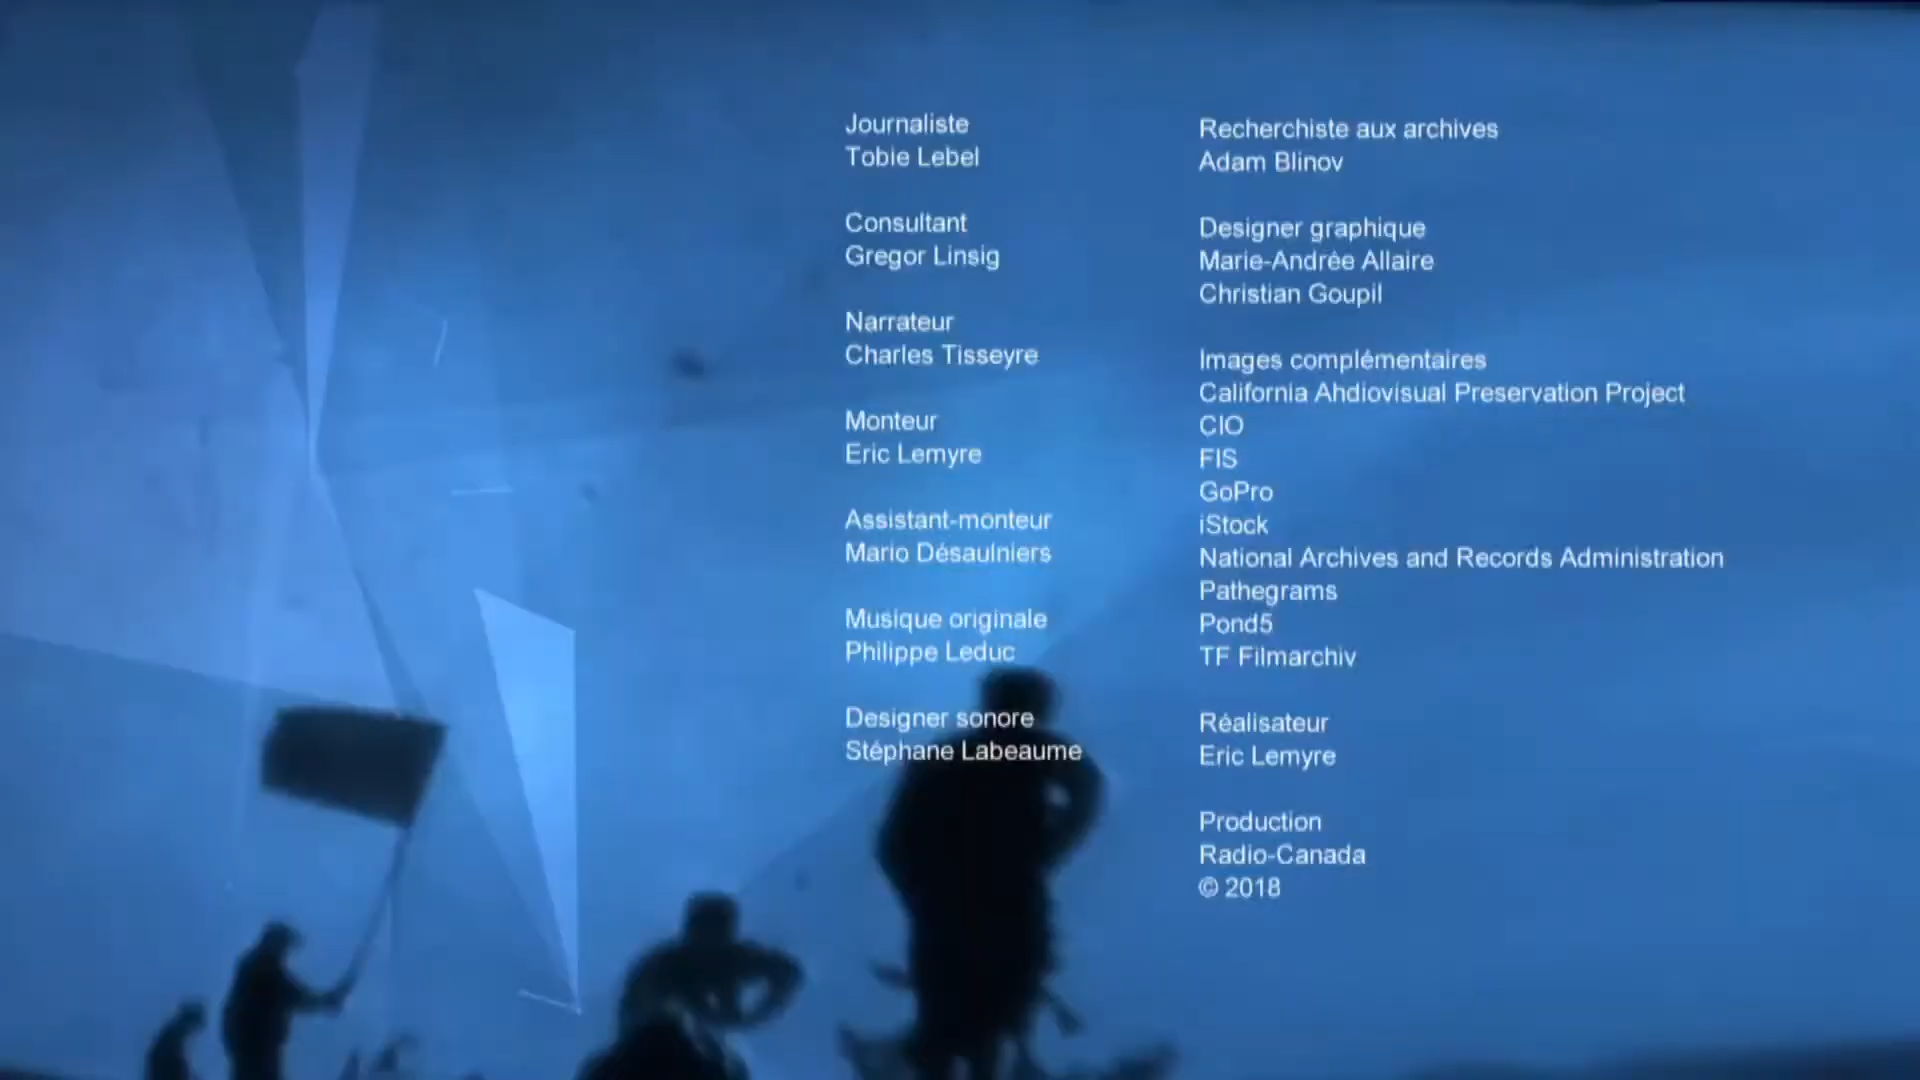 Journaliste
Tobie Lebel
Consultant
Gregor Linsig
Narrateur
Charles Tisseyre
Monteur
Eric Lemyre
Assistant-monteur
Mario Désaulniers
Musique originale
Philippe Leduc
Designer sonore
Stéphane Labeaume
Recherchiste aux archives
Adam Blinov
Designer graphique
Marie-Andrée Allaire
Christian Goupil
Images complémentaires
California Ahdiovisual Preservation Project
CIO
FIS
GoPro
iStock
National Archives and Records Administration
Pathegrams
Pond5
TF Filmarchiv
Réalisateur
Eric Lemyre
Production
Radio-Canada
© 2018